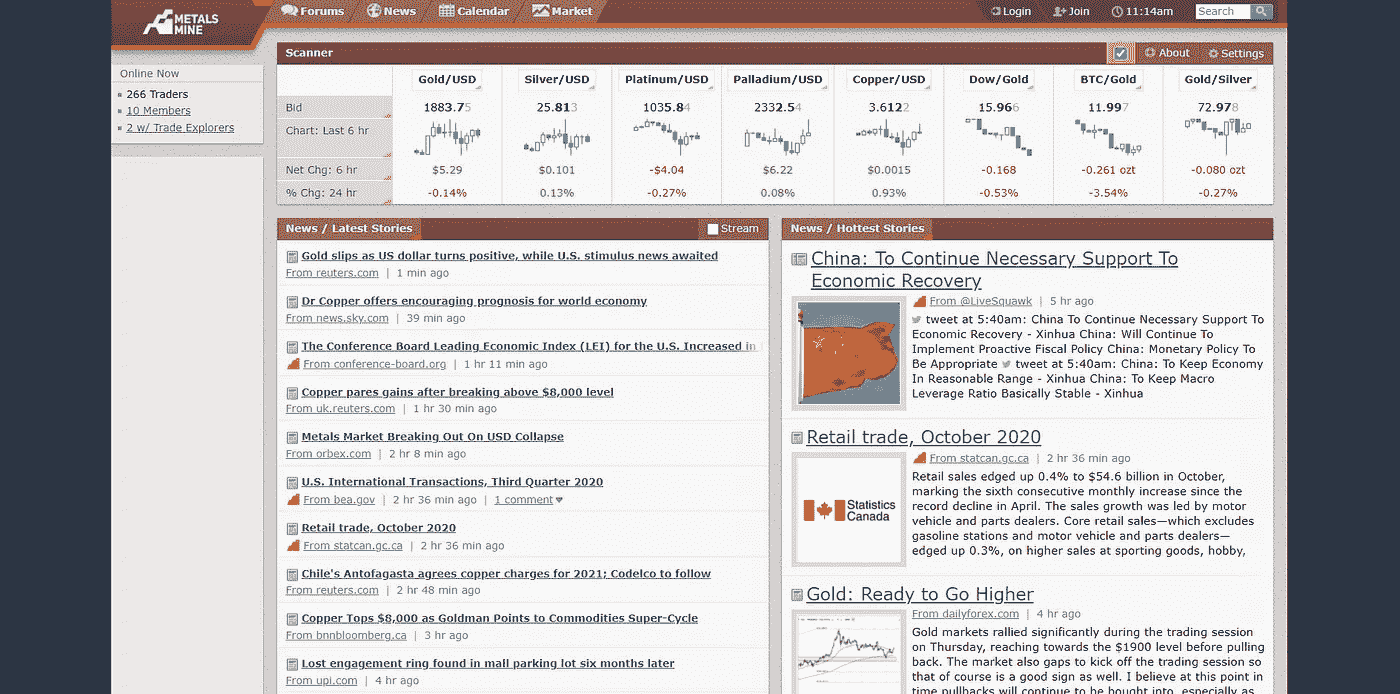 METALS
MINE
Forums News Calendar Market Login Join 11:14am Search
Online Now
266 Traders
10 Members
2 w/ Trade Explorers
Scanner About Settings
Gold/USD Silver/USD Platinum/USD Palladium/USD Copper/USD Dow/Gold BTC/Gold Gold/Silver
Bid 1883.75 25.813 1035.84 2332.54 3.6122 15.966 11.997 72.978
Chart: Last 6 hr
Net Chg: 6 hr $5.29 $0.101 -$4.04 $6.22 $0.0015 -0.168 -0.261 ozt -0.080 ozt
% Chg: 24 hr -0.14% 0.13% -0.27% 0.08% 0.93% -0.53% -3.54% -0.27%
News / Latest Stories Stream
Gold slips as US dollar turns positive, while U.S. stimulus news awaited
From reuters.com | 1 min ago
Dr Copper offers encouraging prognosis for world economy
From news.sky.com | 39 min ago
The Conference Board Leading Economic Index (LEI) for the U.S. Increased in
From conference-board.org | 1 hr 11 min ago
Copper pares gains after breaking above $8,000 level
From uk.reuters.com | 1 hr 30 min ago
Metals Market Breaking Out On USD Collapse
From orbex.com | 2 hr 8 min ago
U.S. International Transactions, Third Quarter 2020
From bea.gov | 2 hr 36 min ago | 1 comment
Retail trade, October 2020
From statcan.gc.ca | 2 hr 36 min ago
Chile's Antofagasta agrees copper charges for 2021; Codelco to follow
From reuters.com | 2 hr 48 min ago
Copper Tops $8,000 as Goldman Points to Commodities Super-Cycle
From bnnbloomberg.ca | 3 hr ago
Lost engagement ring found in mall parking lot six months later
From upi.com | 4 hr ago
News / Hottest Stories
China: To Continue Necessary Support To
Economic Recovery
From @LiveSquawk | 5 hr ago
tweet at 5:40am: China To Continue Necessary Support To
Economic Recovery - Xinhua China: Will Continue To
Implement Proactive Fiscal Policy China: Monetary Policy To
Be Appropriate tweet at 5:40am: China: To Keep Economy
In Reasonable Range - Xinhua China: To Keep Macro
Leverage Ratio Basically Stable - Xinhua
Retail trade, October 2020
From statcan.gc.ca | 2 hr 36 min ago
Statistics
Canada
Retail sales edged up 0.4% to $54.6 billion in October,
marking the sixth consecutive monthly increase since the
record decline in April. The sales growth was led by motor
vehicle and parts dealers. Core retail sales—which excludes
gasoline stations and motor vehicle and parts dealers—
edged up 0.3%, on higher sales at sporting goods, hobby,
Gold: Ready to Go Higher
From dailyforex.com | 4 hr ago
Gold markets rallied significantly during the trading session
on Thursday, reaching towards the $1900 level before pulling
back. The market also gaps to kick off the trading session so
that of course is a good sign as well. I believe at this point in
time pullbacks will continue to be bought into, especially as